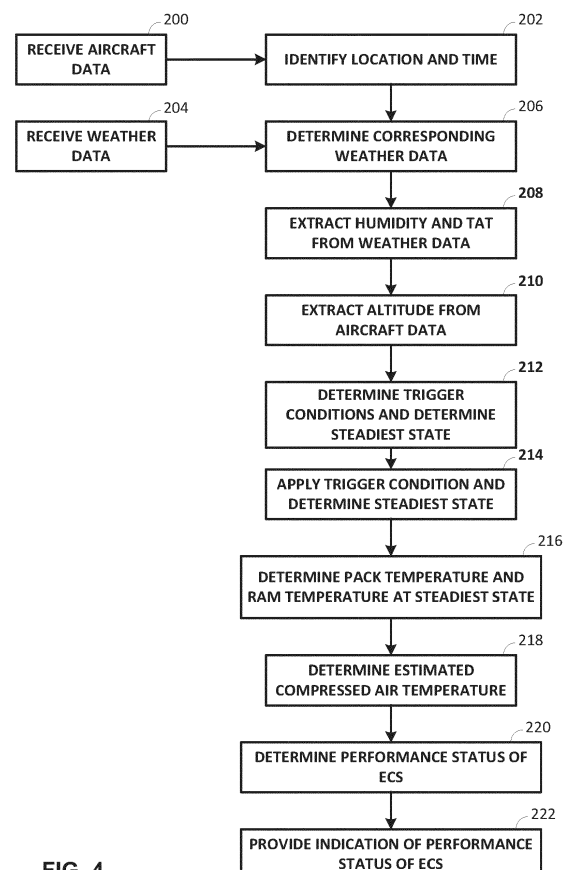 200
RECEIVE AIRCRAFT
DATA
202
IDENTIFY LOCATION AND TIME
204
RECEIVE WEATHER
DATA
206
DETERMINE CORRESPONDING
WEATHER DATA
208
EXTRACT HUMIDITY AND TAT
FROM WEATHER DATA
210
EXTRACT ALTITUDE FROM
AIRCRAFT DATA
212
DETERMINE TRIGGER
CONDITIONS AND DETERMINE
STEADIEST STATE
214
APPLY TRIGGER CONDITION AND
DETERMINE STEADIEST STATE
216
DETERMINE PACK TEMPERATURE AND
RAM TEMPERATURE AT STEADIEST STATE
218
DETERMINE ESTIMATED
COMPRESSED AIR TEMPERATURE
220
DETERMINE PERFORMANCE STATUS OF
ECS
222
PROVIDE INDICATION OF PERFORMANCE
STATUS OF ECS
FIG. 4